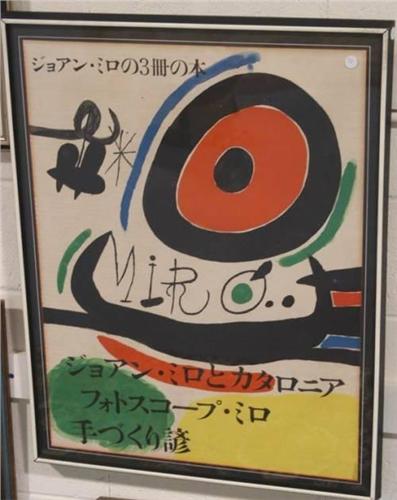 ジョアン・ミロの3冊の本
MIRÓ..
ジョアン・ミロとカタロニア
フォトスコープ・ミロ
手づくり諺